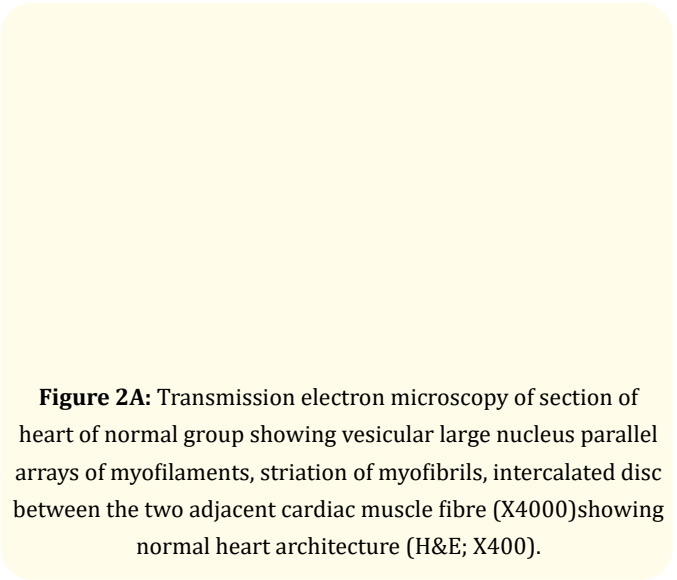 Figure 2A: Transmission electron microscopy of section of
heart of normal group showing vesicular large nucleus parallel
arrays of myofilaments, striation of myofibrils, intercalated disc
between the two adjacent cardiac muscle fibre (X4000)showing
normal heart architecture (H&E; X400).